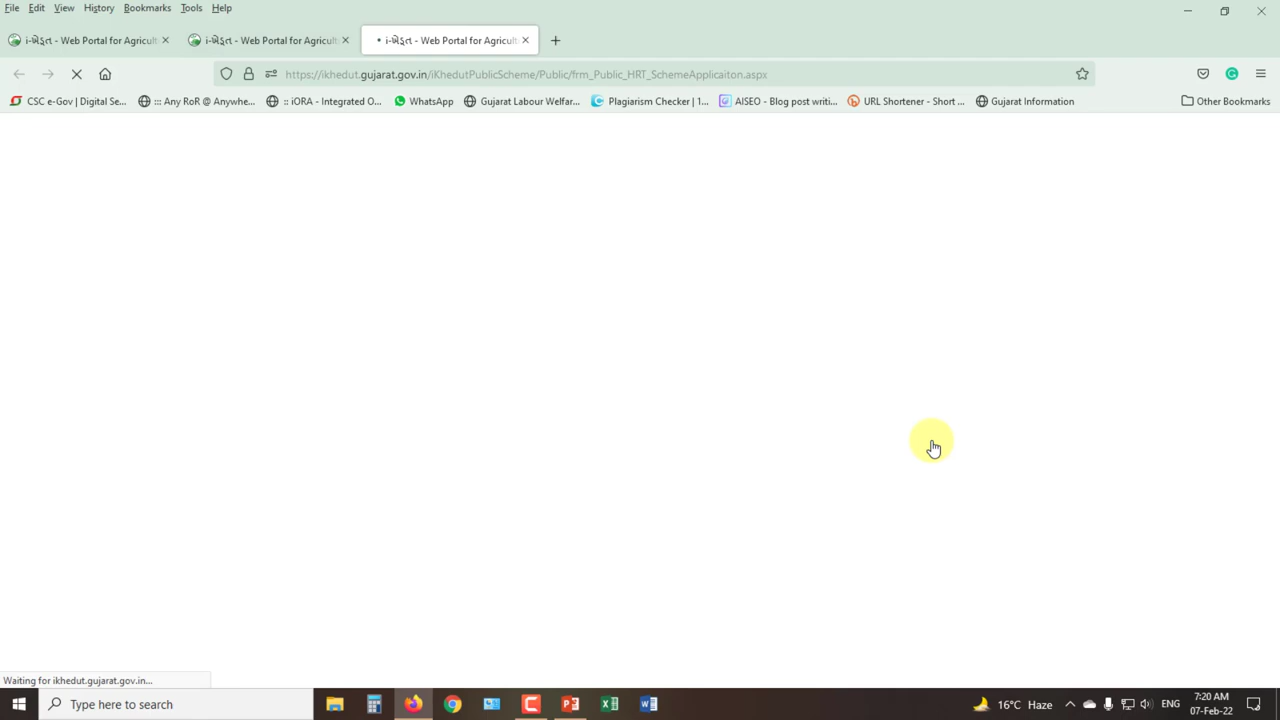 File Edit View History Bookmarks Tools Help
i-ખેડૂત - Web Portal for Agricult i-ખેડૂત - Web Portal for Agricult i-ખેડૂત - Web Portal for Agricult
https://ikhedut.gujarat.gov.in/iKhedutPublicScheme/Public/frm_Public_HRT_SchemeApplicaiton.aspx
CSC e-Gov | Digital Se... ::: Any RoR @ Anywhe... :: iORA - Integrated O... WhatsApp Gujarat Labour Welfar... Plagiarism Checker | 1... AISEO - Blog post writi... URL Shortener - Short ... Gujarat Information Other Bookmarks
Waiting for ikhedut.gujarat.gov.in...
Type here to search 16°C Haze ENG 7:20 AM
07-Feb-22